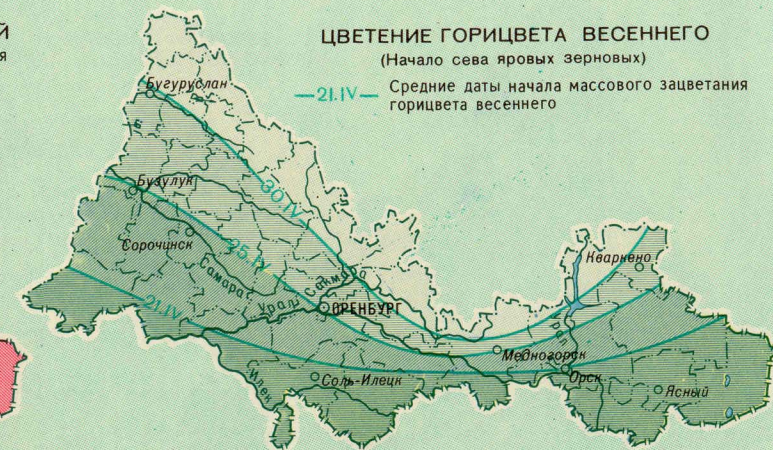 Й
я
ЦВЕТЕНИЕ ГОРИЦВЕТА ВЕСЕННЕГО
(Начало сева яровых зерновых)
21.IV
Средние даты начала массового зацветания
горицвета весеннего
Бугуруслан
Бузулук
30.IV
Сорочинск
25.IV
Самара
Сакмара
Кваркено
21.IV
Урал
ОРЕНБУРГ
Урал
Медногорск
Илек
Соль-Илецк
Орск
Ясный